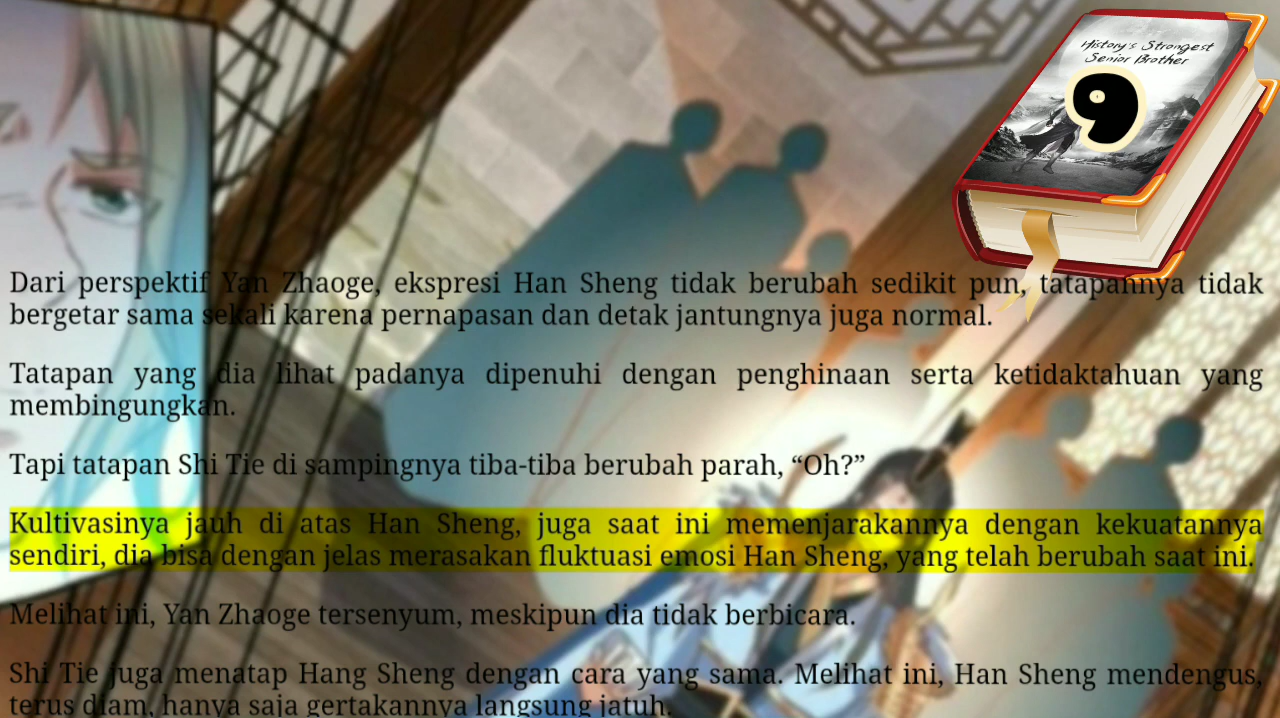 History's Strongest
Senior Brother
9
Dari perspektif Yan Zhaoge, ekspresi Han Sheng tidak berubah sedikit pun, tatapannya tidak
bergetar sama sekali karena pernapasan dan detak jantungnya juga normal.
Tatapan yang dia lihat padanya dipenuhi dengan penghinaan serta ketidaktahuan yang
membingungkan.
Tapi tatapan Shi Tie di sampingnya tiba-tiba berubah parah, “Oh?”
Kultivasinya jauh di atas Han Sheng, juga saat ini memenjarakannya dengan kekuatannya
sendiri, dia bisa dengan jelas merasakan fluktuasi emosi Han Sheng, yang telah berubah saat ini.
Melihat ini, Yan Zhaoge tersenyum, meskipun dia tidak berbicara.
Shi Tie juga menatap Hang Sheng dengan cara yang sama. Melihat ini, Han Sheng mendengus,
terus diam, hanya saja gertakannya langsung jatuh.